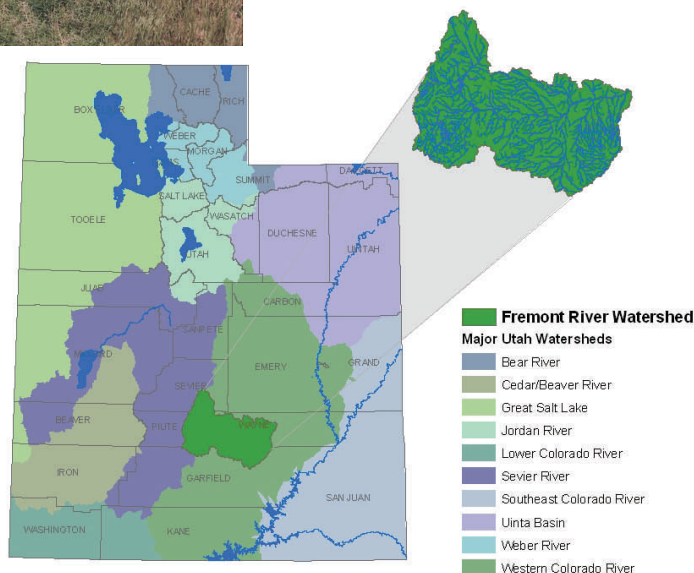 CACHE
RICH
BOX ELDER
WEBER
DAVIS
MORGAN
SUMMIT
DAGGETT
SALT LAKE
TOOELE
WASATCH
DUCHESNE
UINTAH
UTAH
JUAB
CARBON
SANPETE
MILLARD
EMERY
GRAND
SEVIER
BEAVER
PIUTE
WAYNE
IRON
GARFIELD
SAN JUAN
WASHINGTON
KANE
Fremont River Watershed
Major Utah Watersheds
Bear River
Cedar/Beaver River
Great Salt Lake
Jordan River
Lower Colorado River
Sevier River
Southeast Colorado River
Uinta Basin
Weber River
Western Colorado River